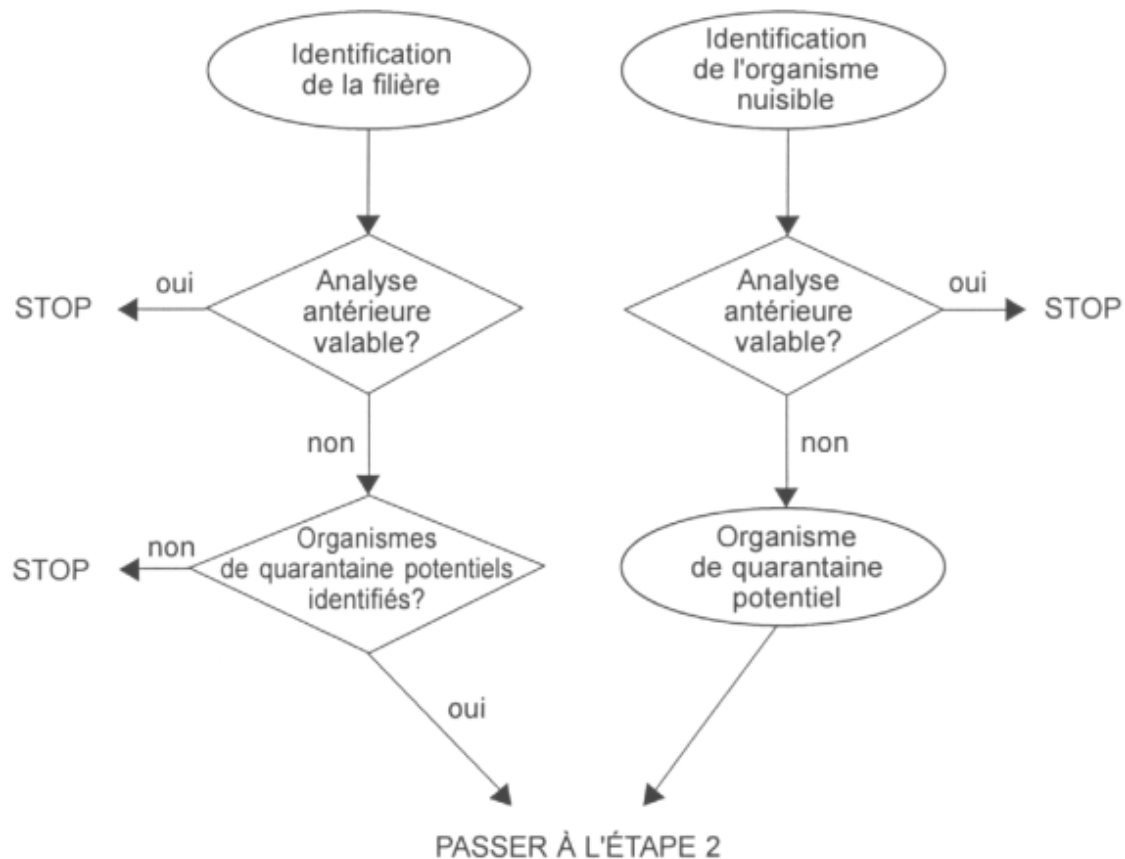 Identification
de la filière
Identification
de l'organisme
nuisible
STOP
oui
Analyse
antérieure
valable?
Analyse
antérieure
valable?
oui
STOP
non
non
STOP
non
Organismes
de quarantaine potentiels
identifiés?
Organisme
de quarantaine
potentiel
oui
PASSER À L'ÉTAPE 2